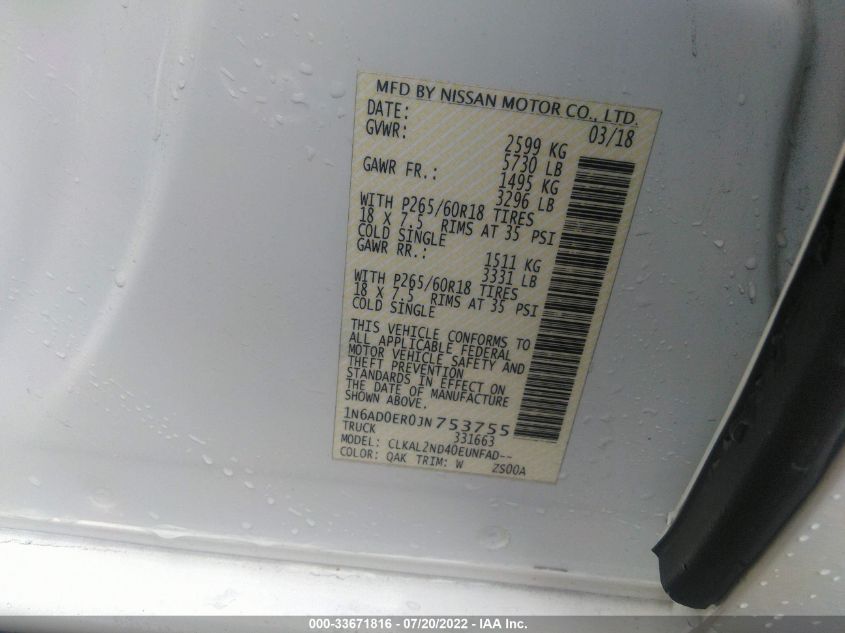 MFD BY NISSAN MOTOR CO., LTD.
DATE: 03/18
GVWR: 2599 KG
5730 LB
GAWR FR.: 1495 KG
3296 LB
WITH P265/60R18 TIRES
18 X 7.5 RIMS AT 35 PSI
COLD SINGLE
GAWR RR.: 1511 KG
3331 LB
WITH P265/60R18 TIRES
18 X 7.5 RIMS AT 35 PSI
COLD SINGLE
THIS VEHICLE CONFORMS TO
ALL APPLICABLE FEDERAL
MOTOR VEHICLE SAFETY AND
THEFT PREVENTION
STANDARDS IN EFFECT ON
THE DATE OF MANUFACTURE
SHOWN ABOVE.
1N6AD0ER0JN753755
TRUCK 331663
MODEL: CLKAL2ND40EUNFAD--
COLOR: QAK TRIM: W ZS00A
000-33671816 - 07/20/2022 - IAA Inc.